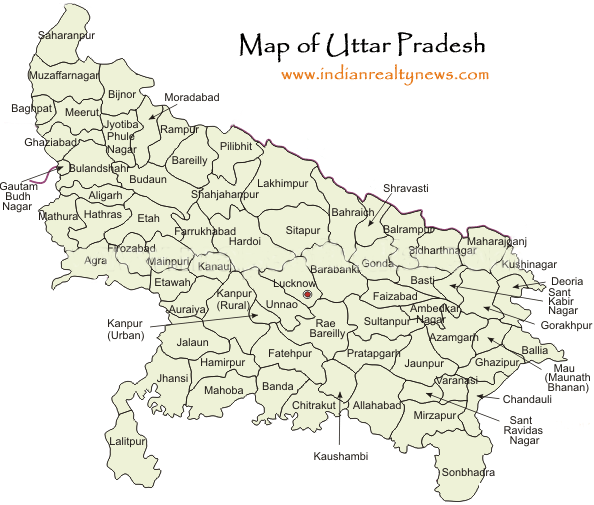 Map of Uttar Pradesh
www.indianrealtynews.com
Saharanpur
Muzaffarnagar
Bijnor
Moradabad
Baghpat
Meerut
Jyotiba
Phule
Nagar
Rampur
Ghaziabad
Pilibhit
Bareilly
Bulandshahr
Gautam
Budh
Nagar
Budaun
Lakhimpur
Shravasti
Shahjahanpur
Aligarh
Mathura
Hathras
Etah
Bahraich
Balrampur
Farrukhabad
Sitapur
Hardoi
Maharajganj
Sidharthnagar
Firozabad
Agra
Mainpuri
Kanauj
Barabanki
Gonda
Kushinagar
Etawah
Lucknow
Basti
Deoria
Sant
Kabir
Nagar
Kanpur
(Rural)
Unnao
Faizabad
Auraiya
Ambedkar
Nagar
Gorakhpur
Kanpur
(Urban)
Rae
Bareilly
Sultanpur
Azamgarh
Jalaun
Fatehpur
Pratapgarh
Ballia
Hamirpur
Jaunpur
Ghazipur
Mau
(Maunath
Bhanan)
Jhansi
Mahoba
Banda
Varanasi
Chandauli
Chitrakut
Allahabad
Mirzapur
Sant
Ravidas
Nagar
Lalitpur
Kaushambi
Sonbhadra